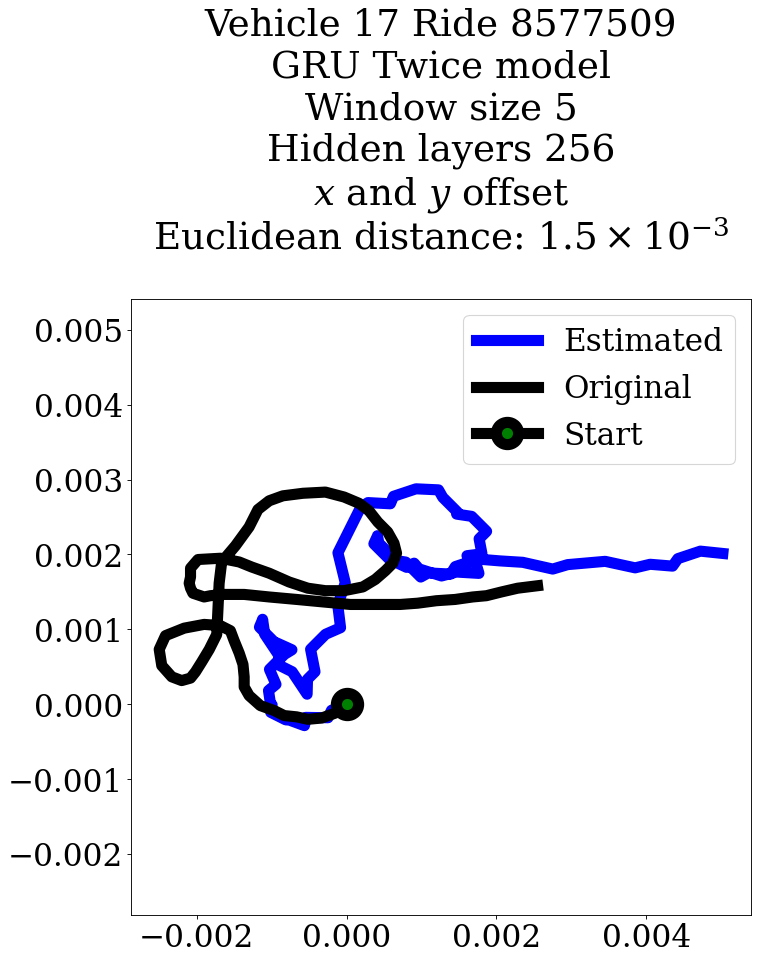 Vehicle 17 Ride 8577509
GRU Twice model
Window size 5
Hidden layers 256
x and y offset
Euclidean distance: 1.5 × 10⁻³
Estimated
Original
Start
0.005
0.004
0.003
0.002
0.001
0.000
−0.001
−0.002
−0.002 0.000 0.002 0.004